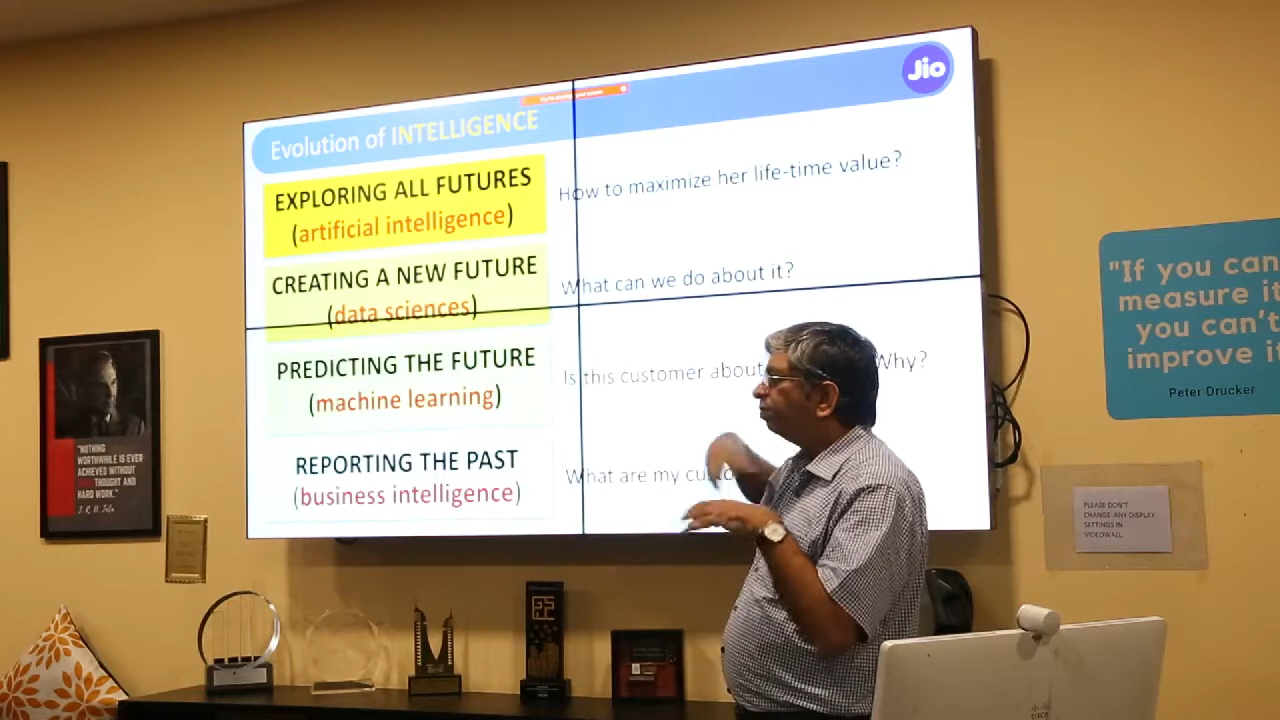 Jio
Evolution of INTELLIGENCE
EXPLORING ALL FUTURES
(artificial intelligence)
How to maximize her life-time value?
CREATING A NEW FUTURE
(data sciences)
What can we do about it?
PREDICTING THE FUTURE
(machine learning)
Is this customer about
Why?
REPORTING THE PAST
(business intelligence)
What are my
"NOTHING
WORTHWHILE IS EVER
ACHIEVED WITHOUT
THOUGHT AND
HARD WORK."
J. R. D. Tata
"If you can
measure it
you can't
improve it
Peter Drucker
PLEASE DON'T
CHANGE ANY DISPLAY
SETTINGS IN
VIDEOWALL.
CISCO